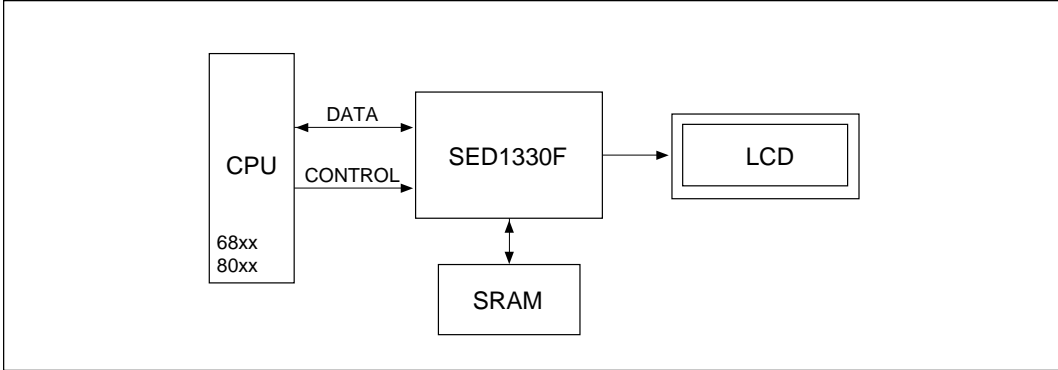 DATA
CPU
CONTROL
68xx
80xx
SED1330F
LCD
SRAM